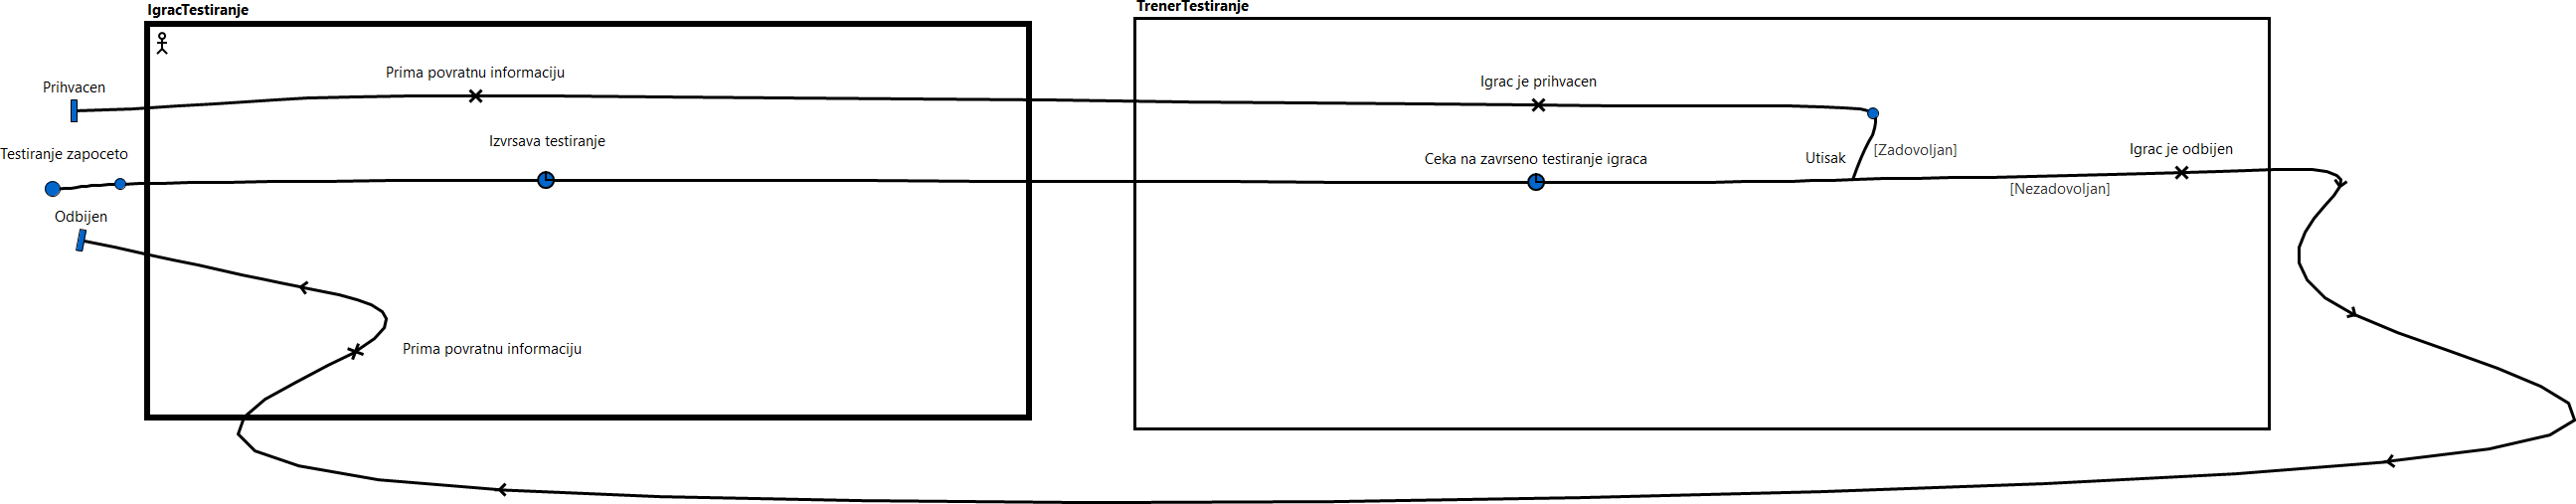 IgracTestiranje
TrenerTestiranje
Prihvacen
Prima povratnu informaciju
Igrac je prihvacen
Testiranje zapoceto
Izvrsava testiranje
Ceka na zavrseno testiranje igraca
Utisak
[Zadovoljan]
Igrac je odbijen
[Nezadovoljan]
Odbijen
Prima povratnu informaciju